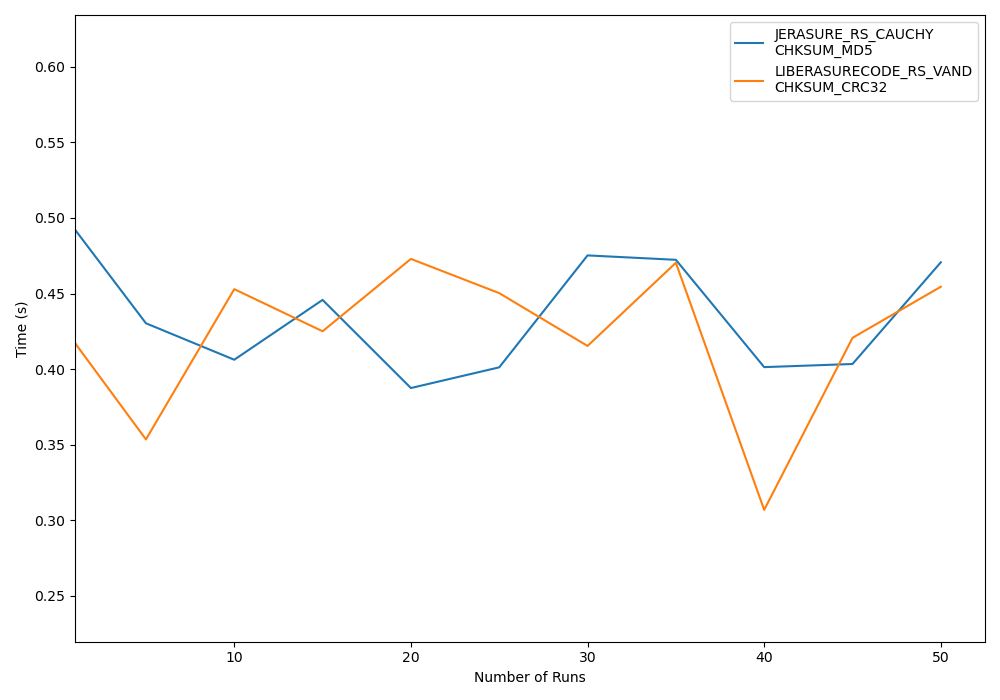 JERASURE_RS_CAUCHY
CHKSUM_MD5
LIBERASURECODE_RS_VAND
CHKSUM_CRC32
0.60
0.55
0.50
0.45
0.40
0.35
0.30
0.25
Time (s)
10 20 30 40 50
Number of Runs